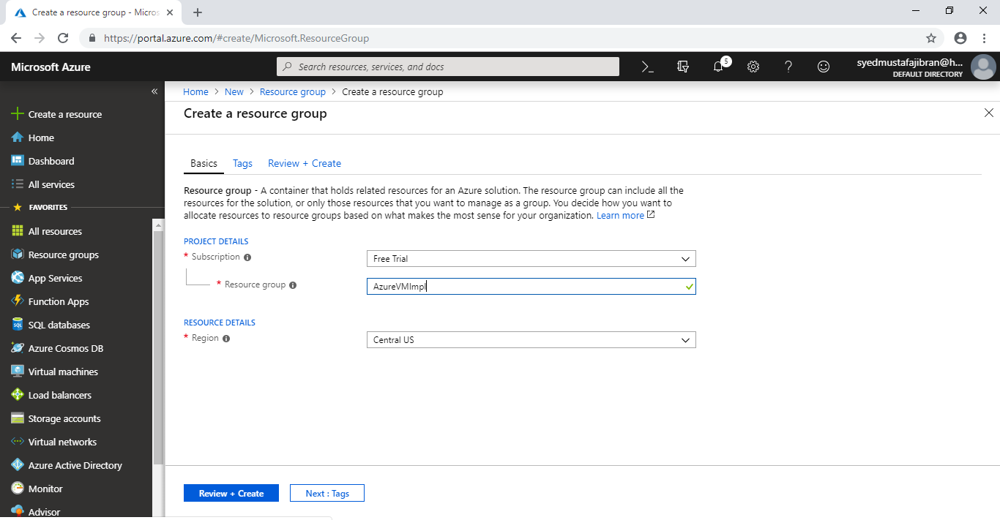 Create a resource group - Micros
https://portal.azure.com/#create/Microsoft.ResourceGroup
Microsoft Azure
Search resources, services, and docs
5
syedmustafajibran@h...
DEFAULT DIRECTORY
Create a resource
Home
Dashboard
All services
FAVORITES
All resources
Resource groups
App Services
Function Apps
SQL databases
Azure Cosmos DB
Virtual machines
Load balancers
Storage accounts
Virtual networks
Azure Active Directory
Monitor
Advisor
Home > New > Resource group > Create a resource group
Create a resource group
Basics Tags Review + Create
Resource group - A container that holds related resources for an Azure solution. The resource group can include all the
resources for the solution, or only those resources that you want to manage as a group. You decide how you want to
allocate resources to resource groups based on what makes the most sense for your organization. Learn more
PROJECT DETAILS
* Subscription
Free Trial
* Resource group
AzureVMImpl
RESOURCE DETAILS
* Region
Central US
Review + Create
Next : Tags